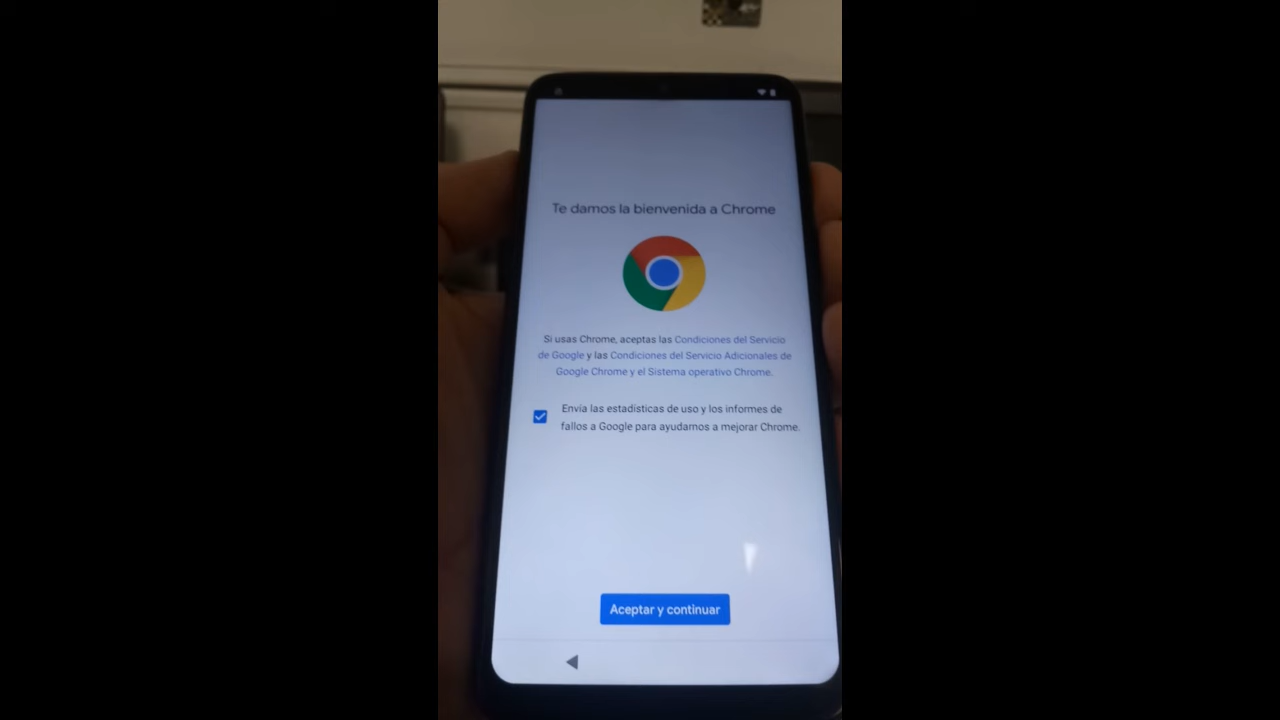 Te damos la bienvenida a Chrome
Si usas Chrome, aceptas las Condiciones del Servicio
de Google y las Condiciones del Servicio Adicionales de
Google Chrome y el Sistema operativo Chrome.
Envía las estadísticas de uso y los informes de
fallos a Google para ayudarnos a mejorar Chrome.
Aceptar y continuar